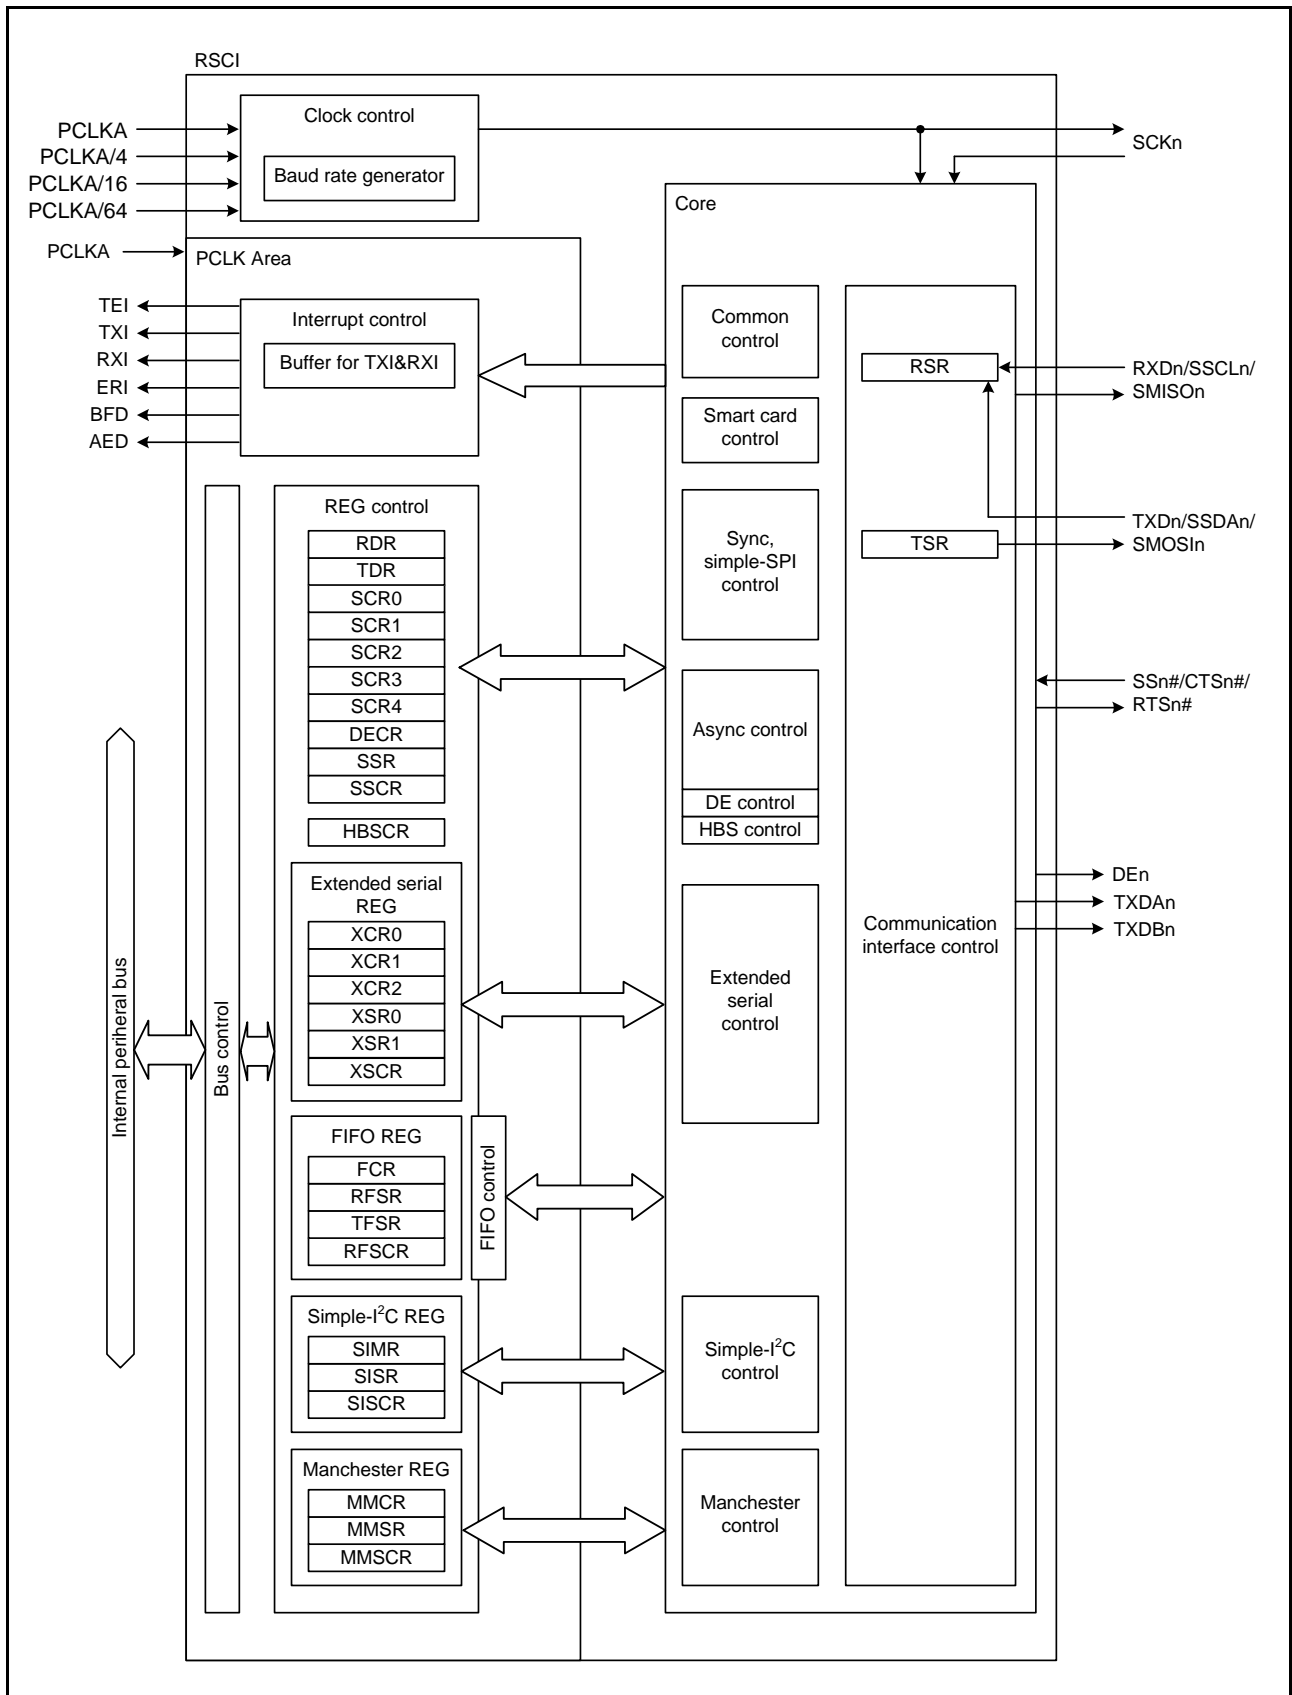 RSCI
Clock control
Baud rate generator
PCLKA
PCLKA/4
PCLKA/16
PCLKA/64
PCLKA
SCKn
Core
PCLK Area
TEI
TXI
RXI
ERI
BFD
AED
Interrupt control
Buffer for TXI&RXI
Common
control
Smart card
control
Sync,
simple-SPI
control
Async control
DE control
HBS control
Extended
serial
control
Simple-I²C
control
Manchester
control
RSR
TSR
Communication
interface control
RXDn/SSCLn/
SMISOn
TXDn/SSDAn/
SMOSIn
SSn#/CTSn#/
RTSn#
DEn
TXDAn
TXDBn
REG control
RDR
TDR
SCR0
SCR1
SCR2
SCR3
SCR4
DECR
SSR
SSCR
HBSCR
Extended serial
REG
XCR0
XCR1
XCR2
XSR0
XSR1
XSCR
FIFO REG
FCR
RFSR
TFSR
RFSCR
FIFO control
Simple-I²C REG
SIMR
SISR
SISCR
Manchester REG
MMCR
MMSR
MMSCR
Bus control
Internal periheral bus